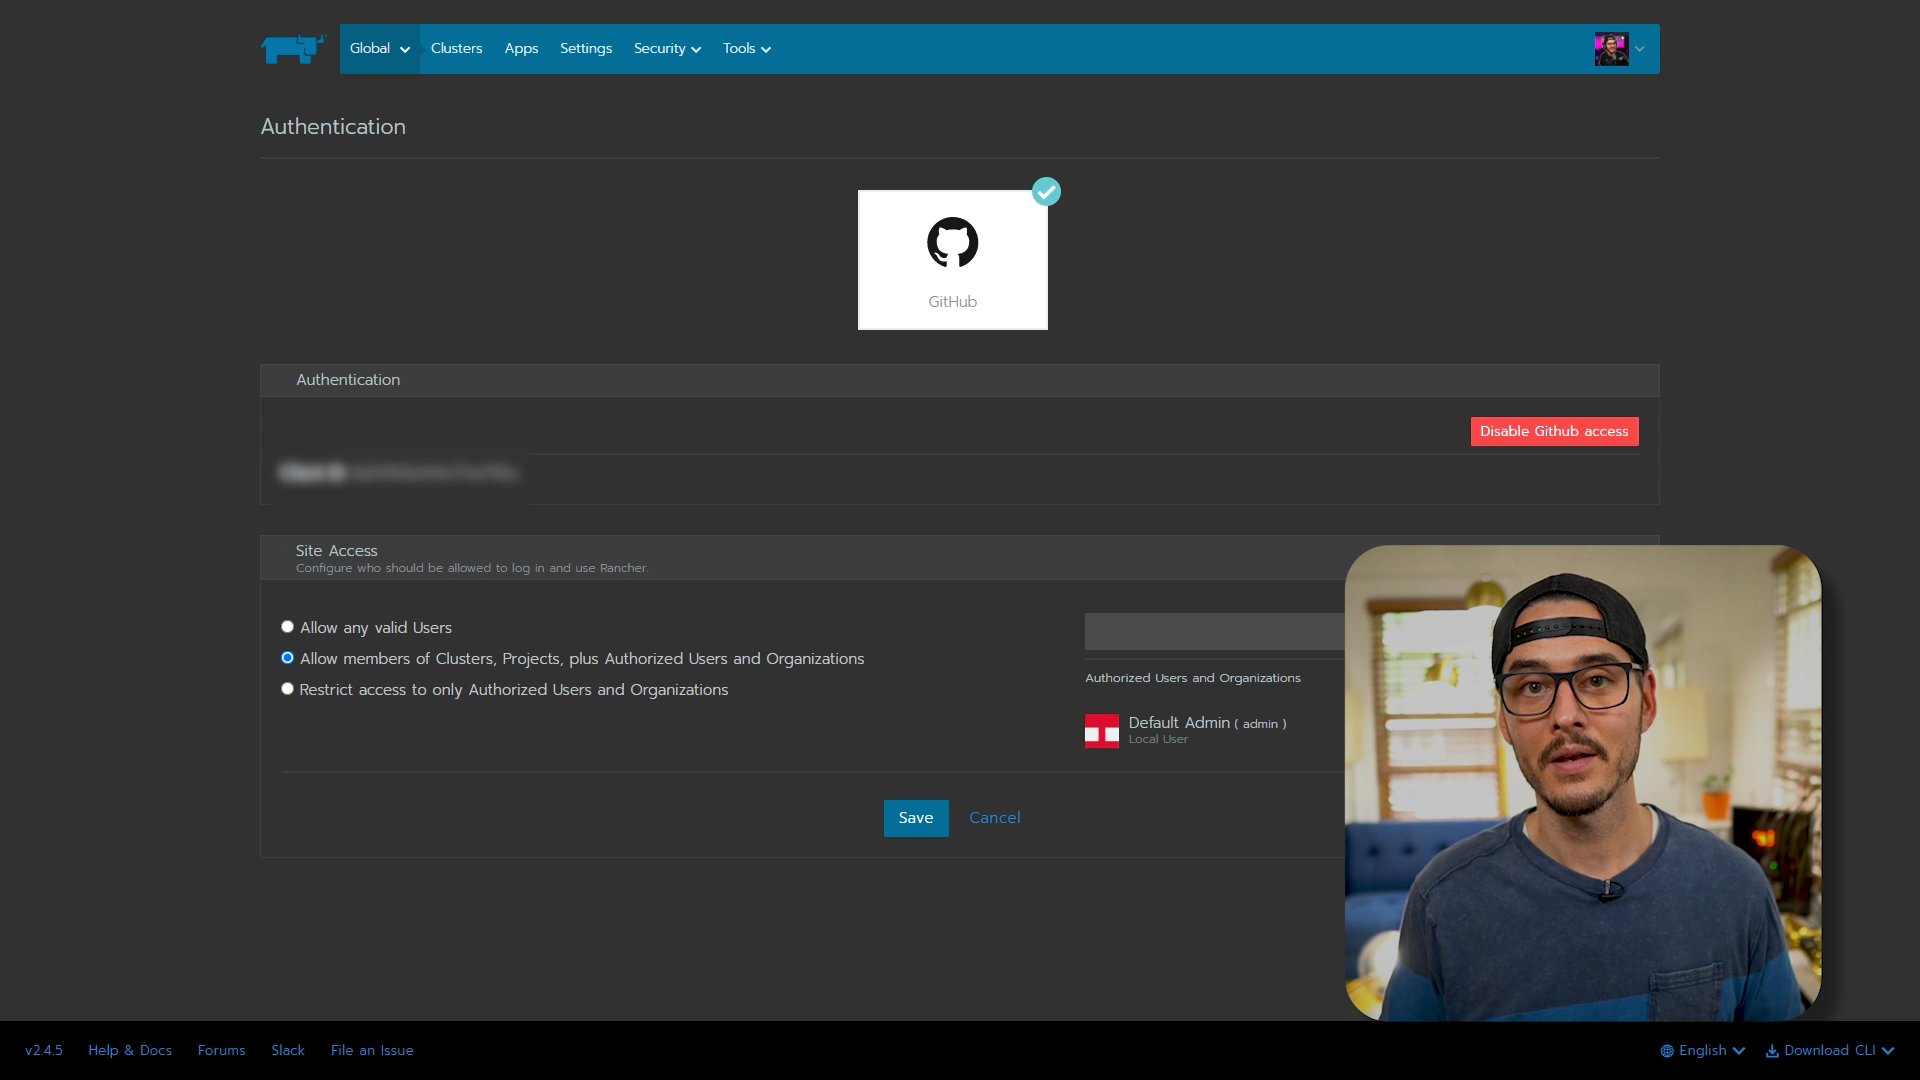 Global
Clusters
Apps
Settings
Security
Tools
Authentication
GitHub
Authentication
Disable Github access
Site Access
Configure who should be allowed to log in and use Rancher.
Allow any valid Users
Allow members of Clusters, Projects, plus Authorized Users and Organizations
Restrict access to only Authorized Users and Organizations
Authorized Users and Organizations
Default Admin ( admin )
Local User
Save
Cancel
v2.4.5
Help & Docs
Forums
Slack
File an Issue
English
Download CLI